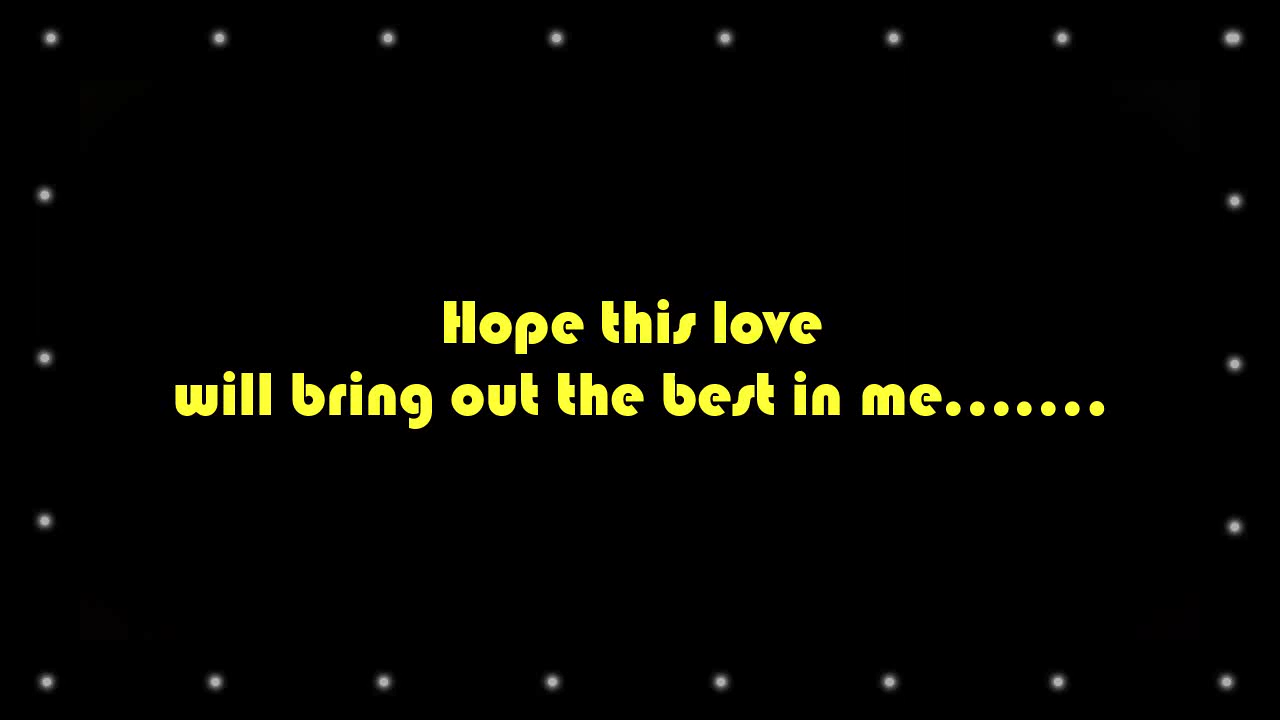 Hope this love
will bring out the best in me.......